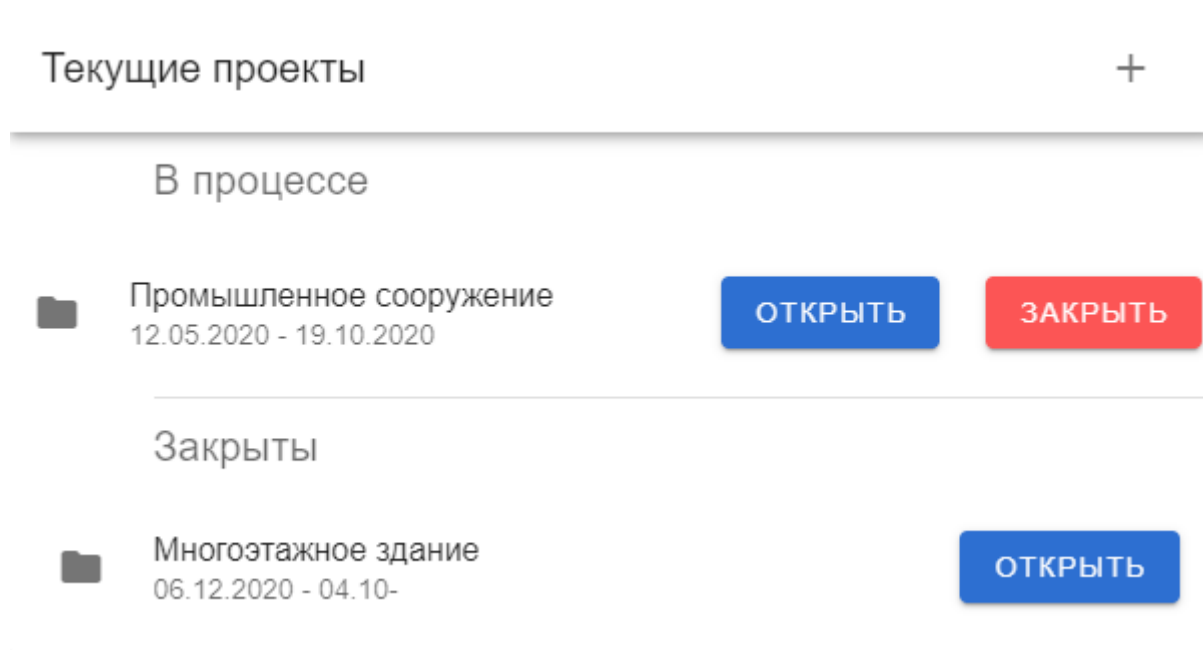 Текущие проекты +
В процессе
Промышленное сооружение
12.05.2020 - 19.10.2020
ОТКРЫТЬ ЗАКРЫТЬ
Закрыты
Многоэтажное здание
06.12.2020 - 04.10-
ОТКРЫТЬ